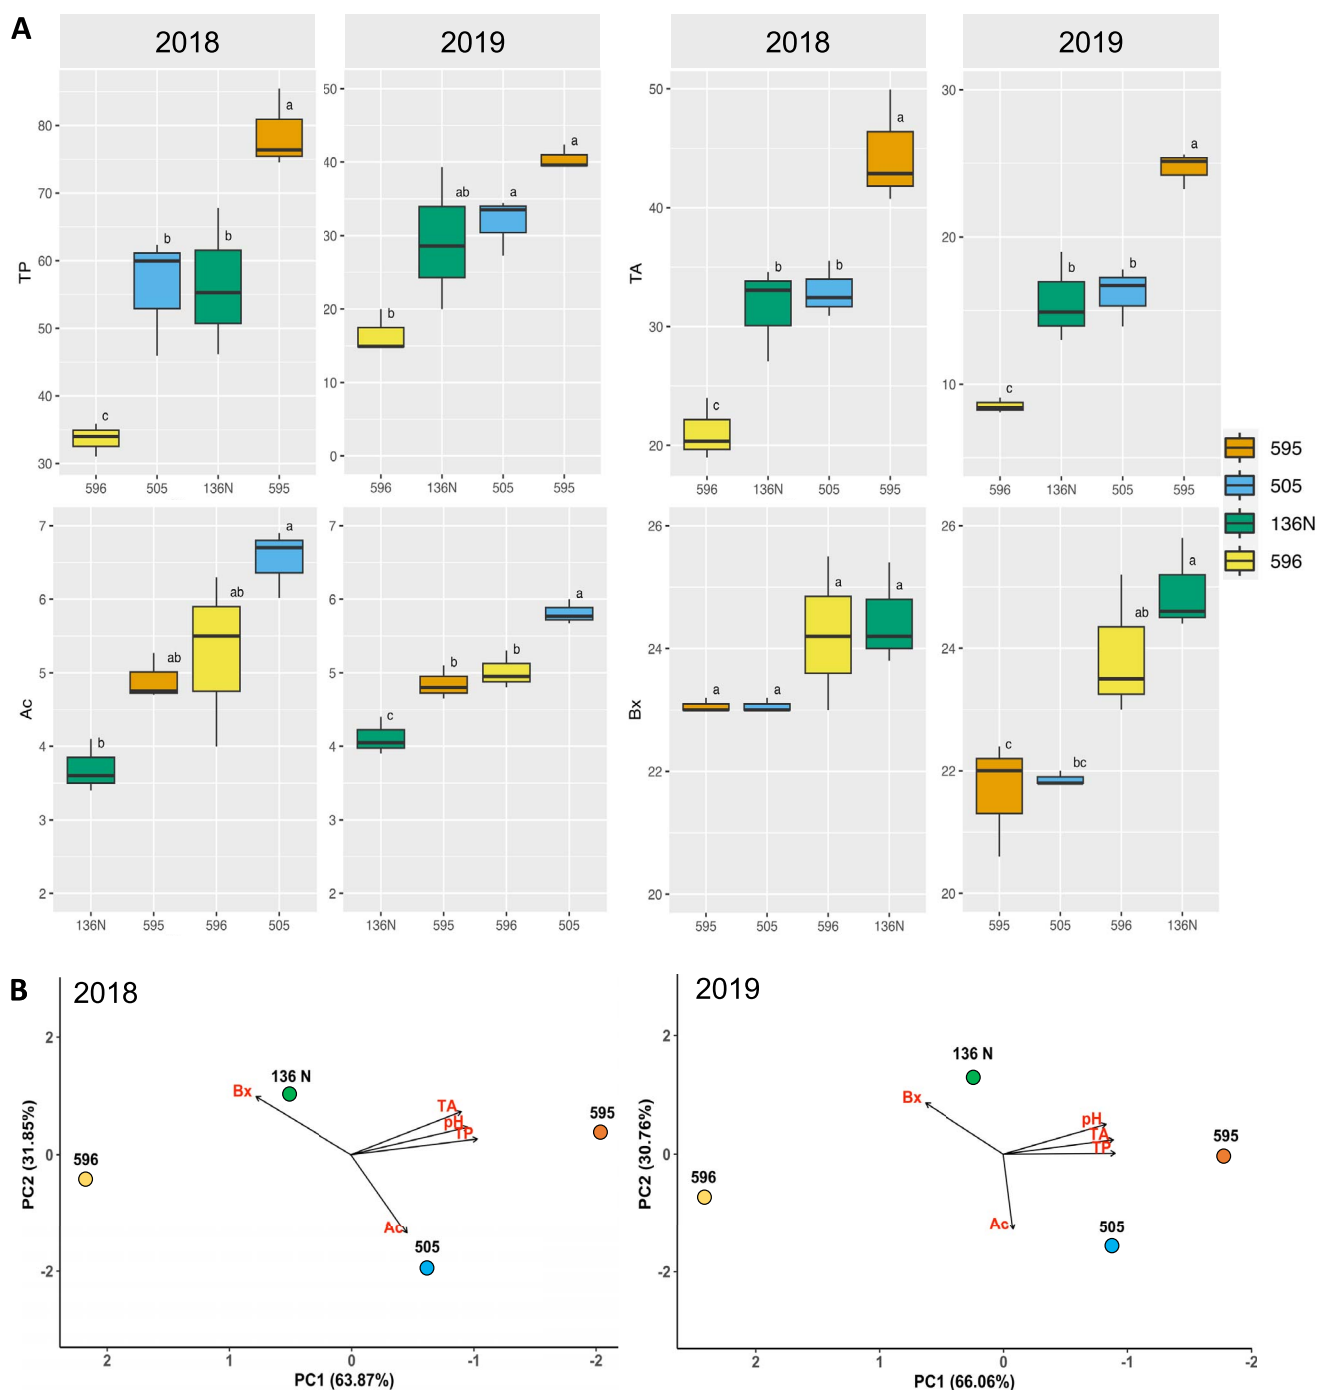 A
2018
2019
2018
2019
TP
80
70
60
50
40
30
c
b
b
a
596
505
136N
595
50
40
30
20
10
0
b
ab
a
a
596
136N
505
595
TA
50
40
30
20
c
b
b
a
596
136N
505
595
30
20
10
c
b
b
a
596
136N
505
595
595
505
136N
596
Ac
7
6
5
4
3
2
b
ab
ab
a
136N
595
596
505
7
6
5
4
3
2
c
b
b
a
136N
595
596
505
Bx
26
24
22
20
a
a
a
a
595
505
596
136N
26
24
22
20
c
bc
ab
a
595
505
596
136N
B
2018
PC2 (31.85%)
2
0
-2
136 N
Bx
TA
pH
TP
595
596
Ac
505
2
1
0
-1
-2
PC1 (63.87%)
2019
PC2 (30.76%)
2
0
-2
136 N
Bx
pH
TA
TP
595
596
Ac
505
2
1
0
-1
-2
PC1 (66.06%)